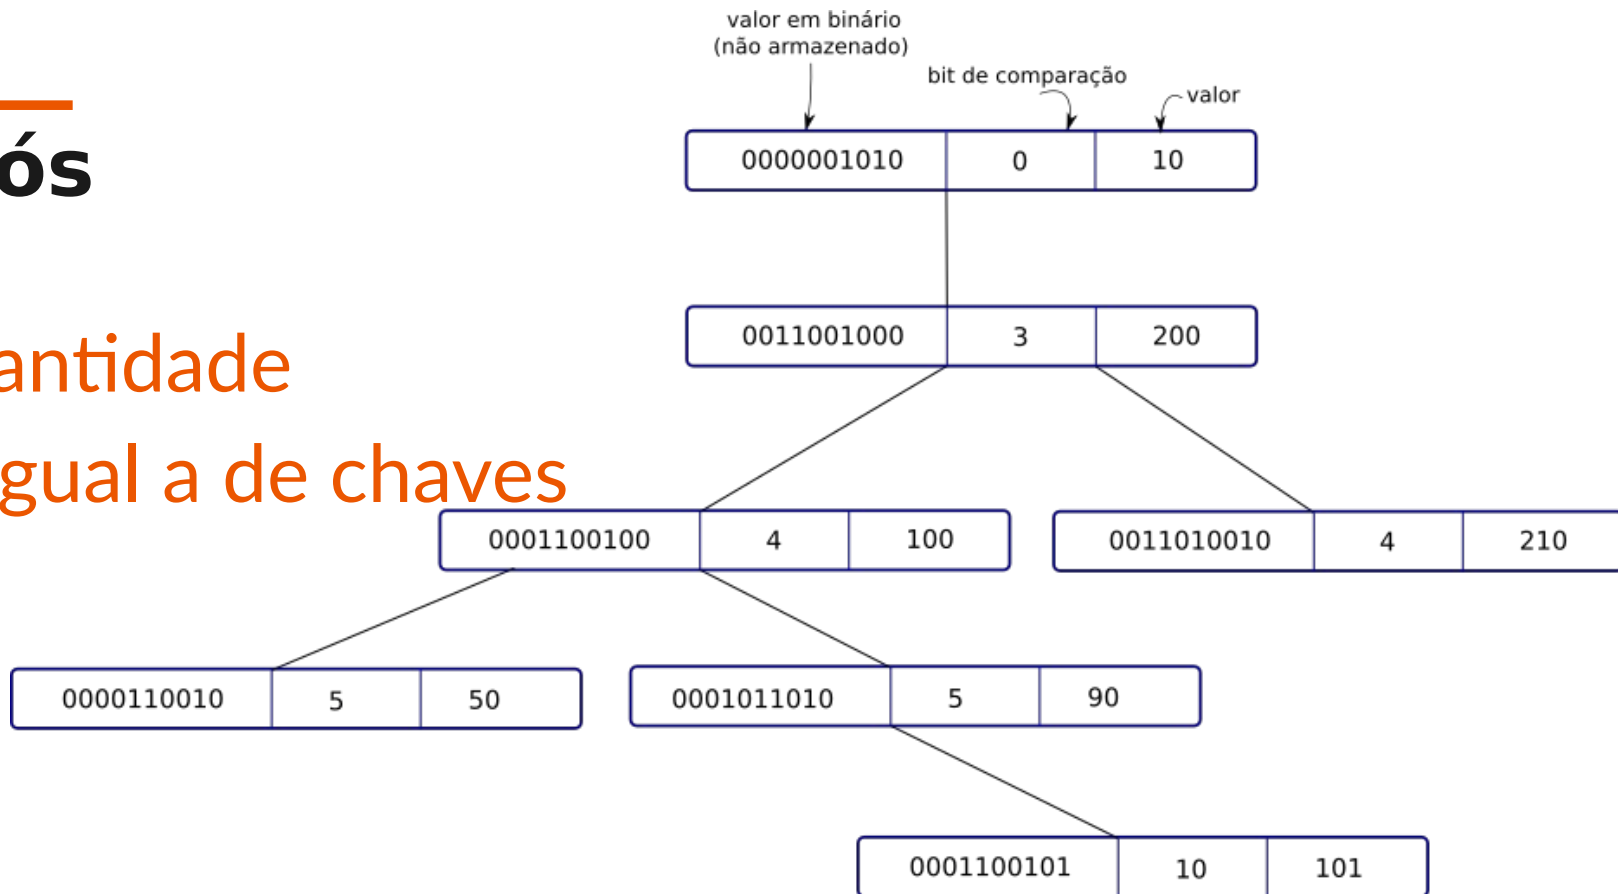 valor em binário
(não armazenado)
bit de comparação
valor
ós
0000001010 0 10
0011001000 3 200
antidade
gual a de chaves
0001100100 4 100
0011010010 4 210
0000110010 5 50
0001011010 5 90
0001100101 10 101